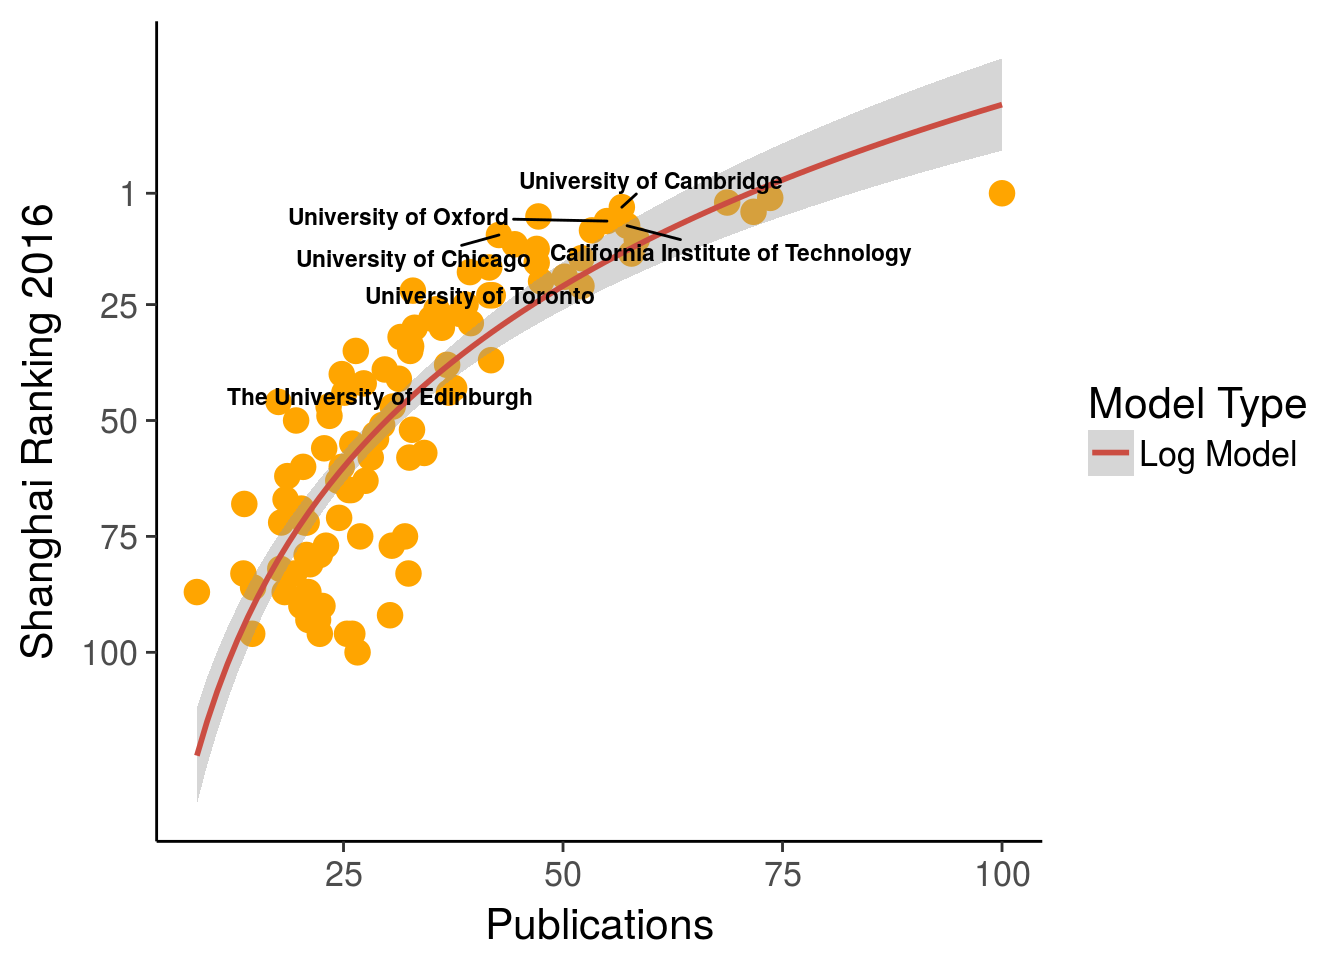 University of Cambridge
University of Oxford
University of Chicago
California Institute of Technology
University of Toronto
The University of Edinburgh
1
25
50
75
100
Shanghai Ranking 2016
25
50
75
100
Publications
Model Type
Log Model